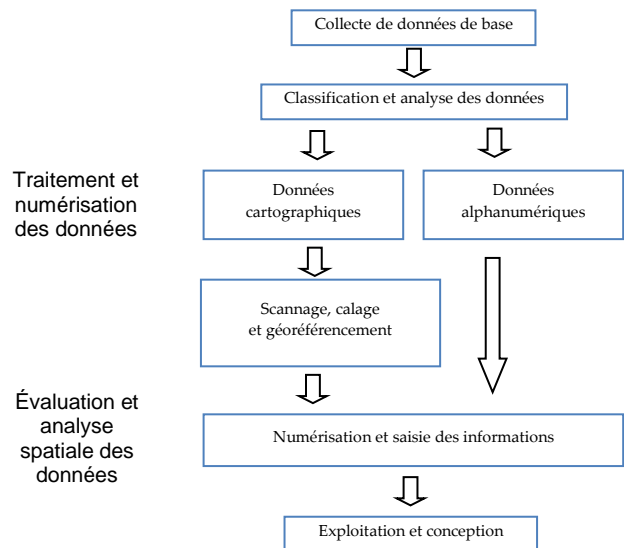 Collecte de données de base
Classification et analyse des données
Traitement et
numérisation
des données
Données
cartographiques
Données
alphanumériques
Scannage, calage
et géoréférencement
Évaluation et
analyse
spatiale des
données
Numérisation et saisie des informations
Exploitation et conception